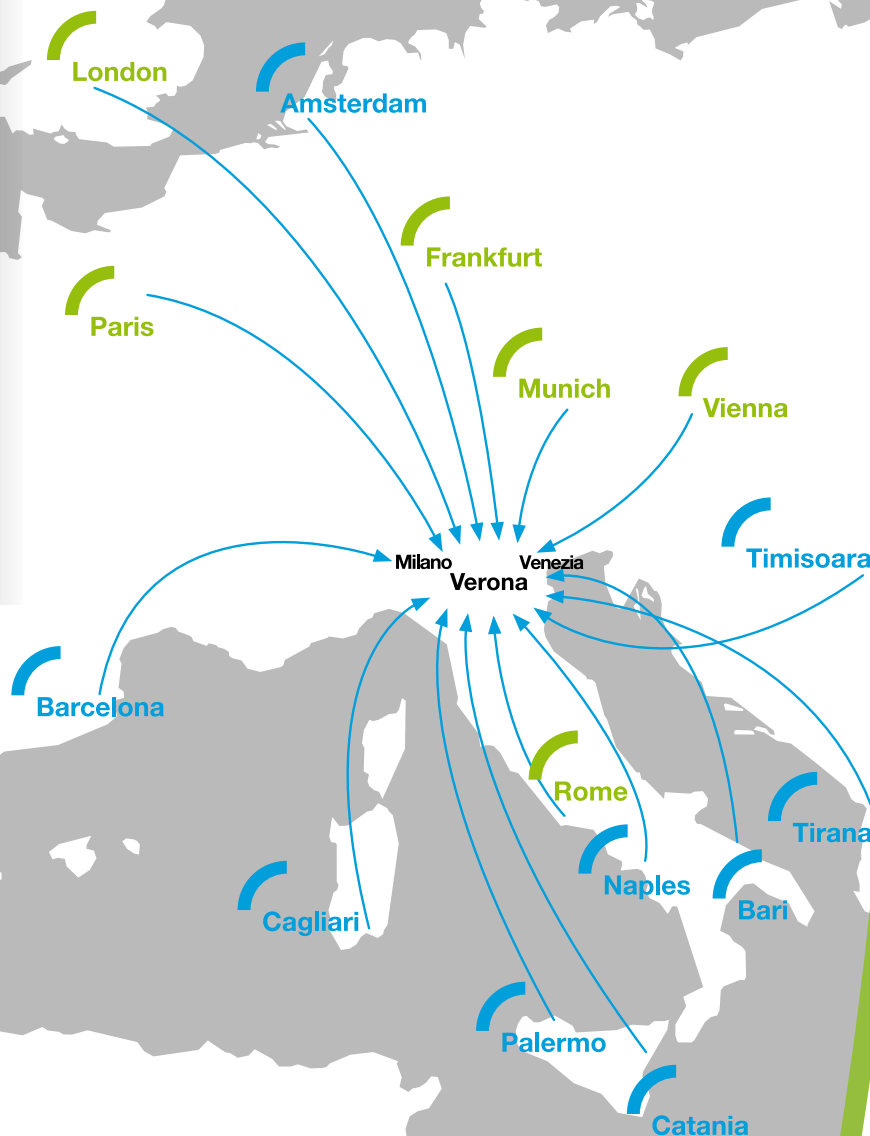 London
Amsterdam
Frankfurt
Paris
Munich
Vienna
Timisoara
Milano
Venezia
Verona
Barcelona
Rome
Tirana
Naples
Bari
Cagliari
Palermo
Catania